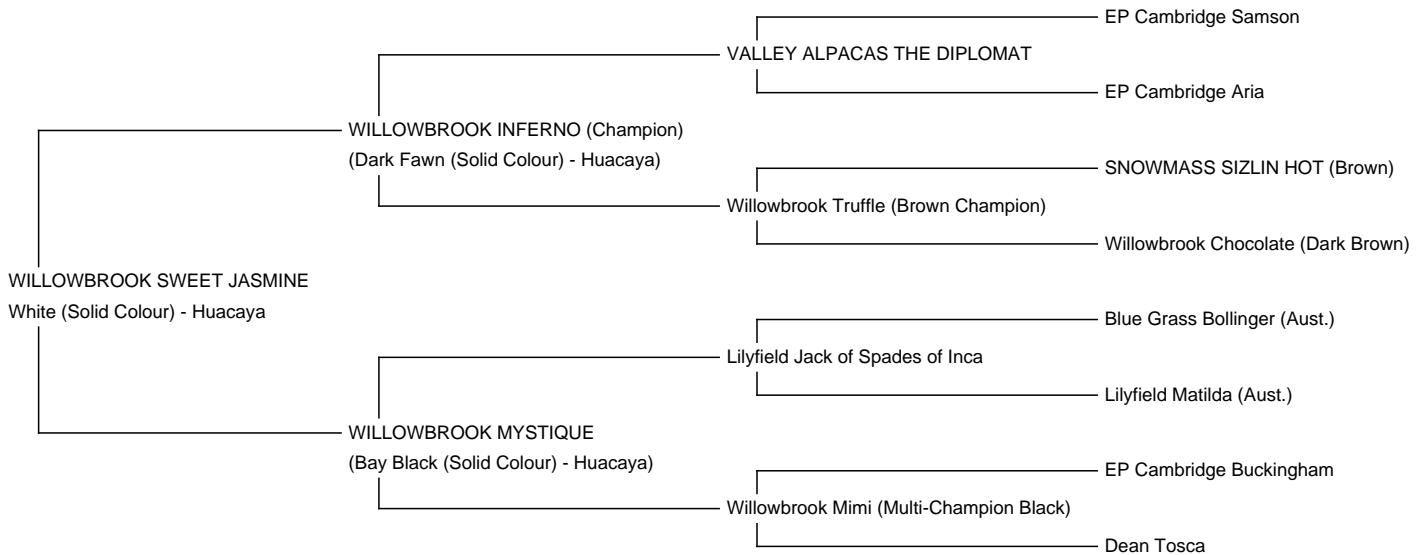 EP Cambridge Samson
VALLEY ALPACAS THE DIPLOMAT
EP Cambridge Aria
WILLOWBROOK INFERNO (Champion)
(Dark Fawn (Solid Colour) - Huacaya)
SNOWMASS SIZLIN HOT (Brown)
Willowbrook Truffle (Brown Champion)
Willowbrook Chocolate (Dark Brown)
WILLOWBROOK SWEET JASMINE
White (Solid Colour) - Huacaya
Blue Grass Bollinger (Aust.)
Lilyfield Jack of Spades of Inca
Lilyfield Matilda (Aust.)
WILLOWBROOK MYSTIQUE
(Bay Black (Solid Colour) - Huacaya)
EP Cambridge Buckingham
Willowbrook Mimi (Multi-Champion Black)
Dean Tosca